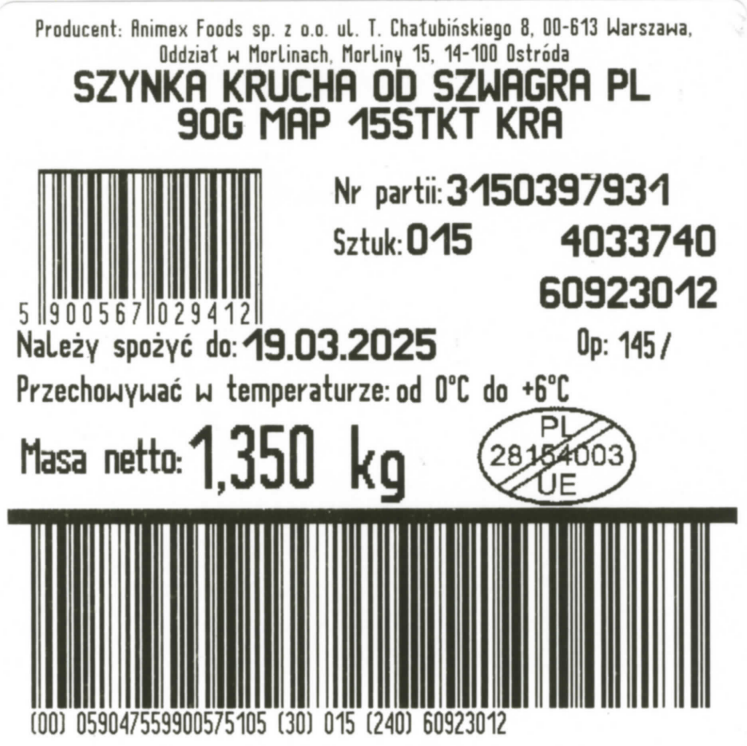 Producent: Animex Foods sp. z o.o. ul. T. Chałubińskiego 8, 00-613 Warszawa,
Oddział w Morlinach, Morliny 15, 14-100 Ostróda
SZYNKA KRUCHA OD SZWAGRA PL
90G MAP 15STKT KRA
Nr partii: 3150397931
Sztuk: 015 4033740
60923012
5 900567 029412
Należy spożyć do: 19.03.2025 Op: 145/
Przechowywać w temperaturze: od 0°C do +6°C
Masa netto: 1,350 kg
PL
28154003
UE
(00) 059047559900575105 (30) 015 (240) 60923012